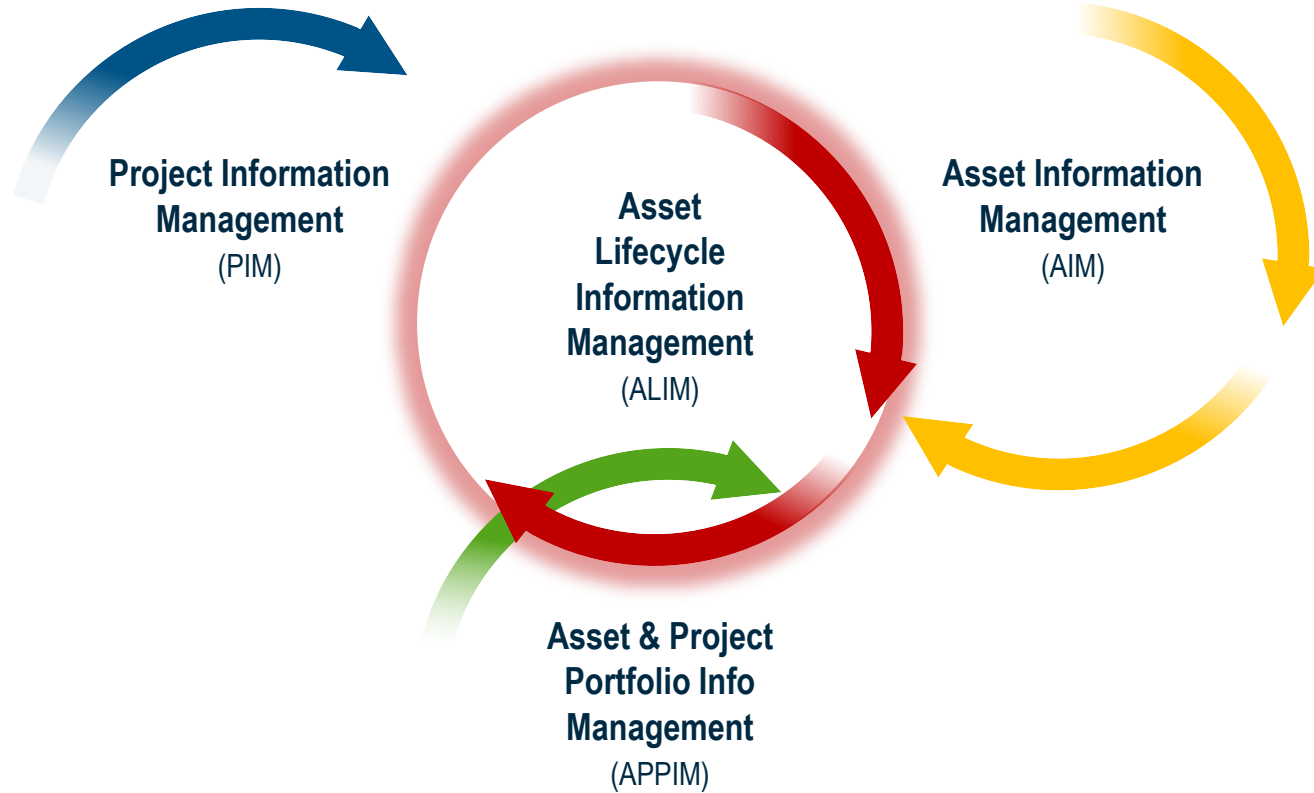 Project Information
Management
(PIM)
Asset
Lifecycle
Information
Management
(ALIM)
Asset Information
Management
(AIM)
Asset & Project
Portfolio Info
Management
(APPIM)